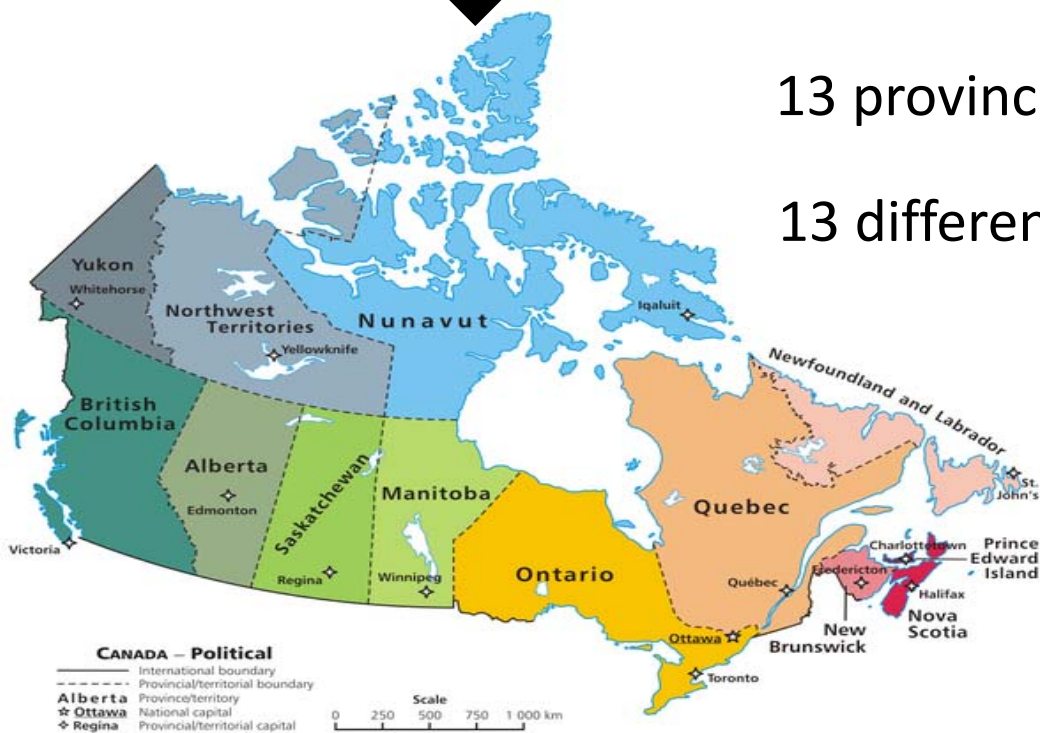 13 provinc
13 differen
Yukon
Whitehorse
Northwest
Territories
Yellowknife
Nunavut
Iqaluit
British
Columbia
Victoria
Alberta
Edmonton
Saskatchewan
Regina
Manitoba
Winnipeg
Ontario
Ottawa
Toronto
Quebec
Québec
Newfoundland and Labrador
St.
John's
Charlottetown
Prince
Edward
Island
Fredericton
New
Brunswick
Halifax
Nova
Scotia
CANADA – Political
International boundary
Provincial/territorial boundary
Alberta Province/territory
Ottawa National capital
Regina Provincial/territorial capital
Scale
0 250 500 750 1 000 km